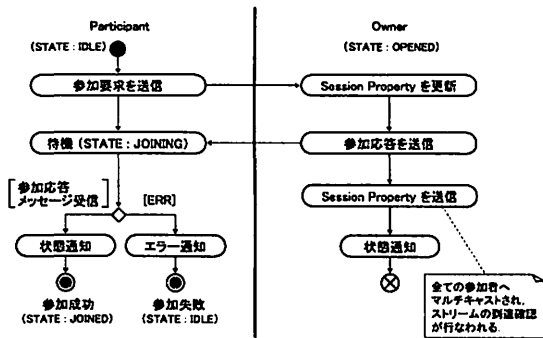 Participant
(STATE : IDLE)
参加要求を送信
待機 (STATE : JOINING)
[参加応答
メッセージ受信]
[ERR]
状態通知
エラー通知
参加成功
(STATE : JOINED)
参加失敗
(STATE : IDLE)
Owner
(STATE : OPENED)
Session Property を更新
参加応答を送信
Session Property を送信
状態通知
全ての参加者へ
マルチキャストされ,
ストリームの到達確認
が行なわれる.